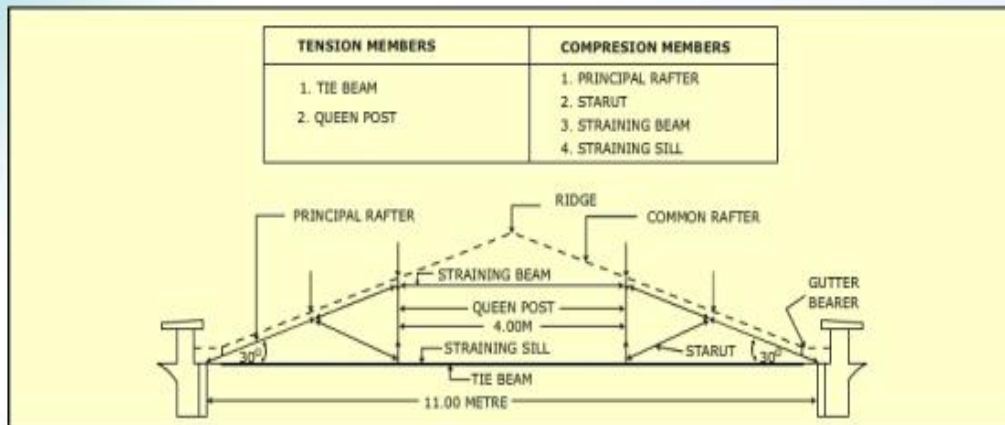 TENSION MEMBERS
COMPRESION MEMBERS
1. TIE BEAM
2. QUEEN POST
1. PRINCIPAL RAFTER
2. STARUT
3. STRAINING BEAM
4. STRAINING SILL
RIDGE
PRINCIPAL RAFTER
COMMON RAFTER
STRAINING BEAM
GUTTER
BEARER
QUEEN POST
4.00M
STRAINING SILL
STARUT
30⁰
30⁰
TIE BEAM
11.00 METRE